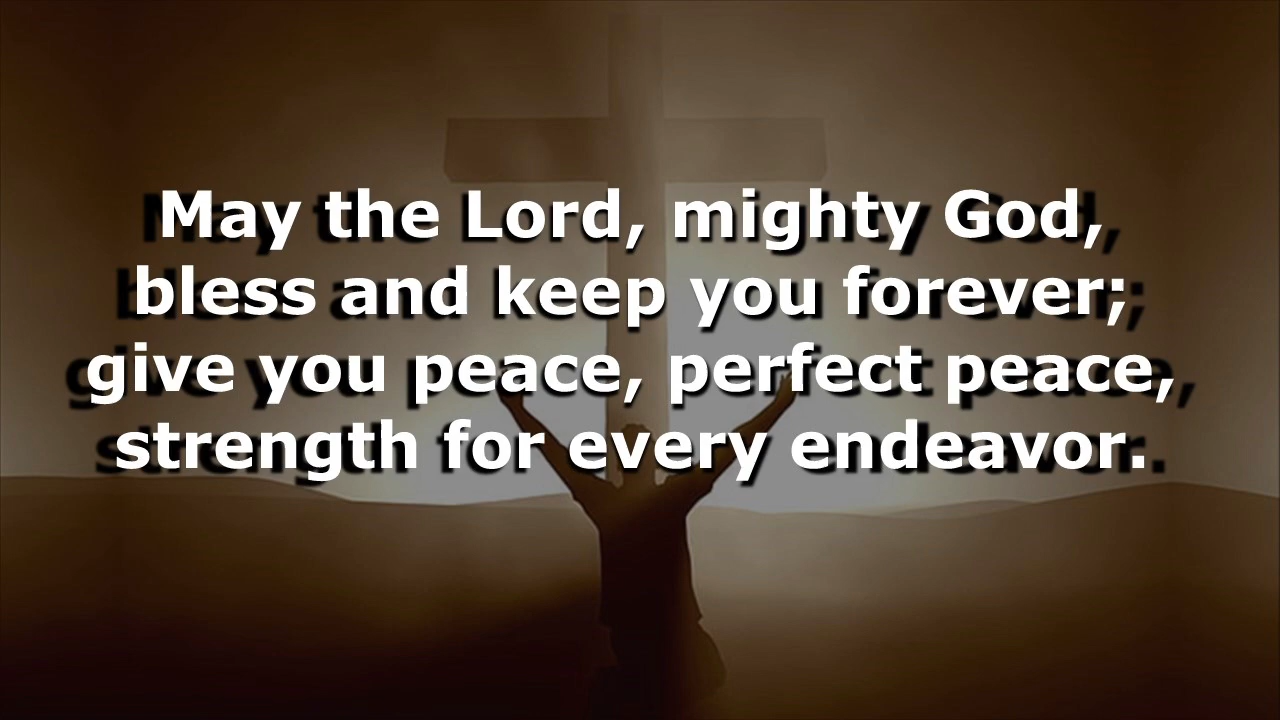 May the Lord, mighty God,
bless and keep you forever;
give you peace, perfect peace,
strength for every endeavor.